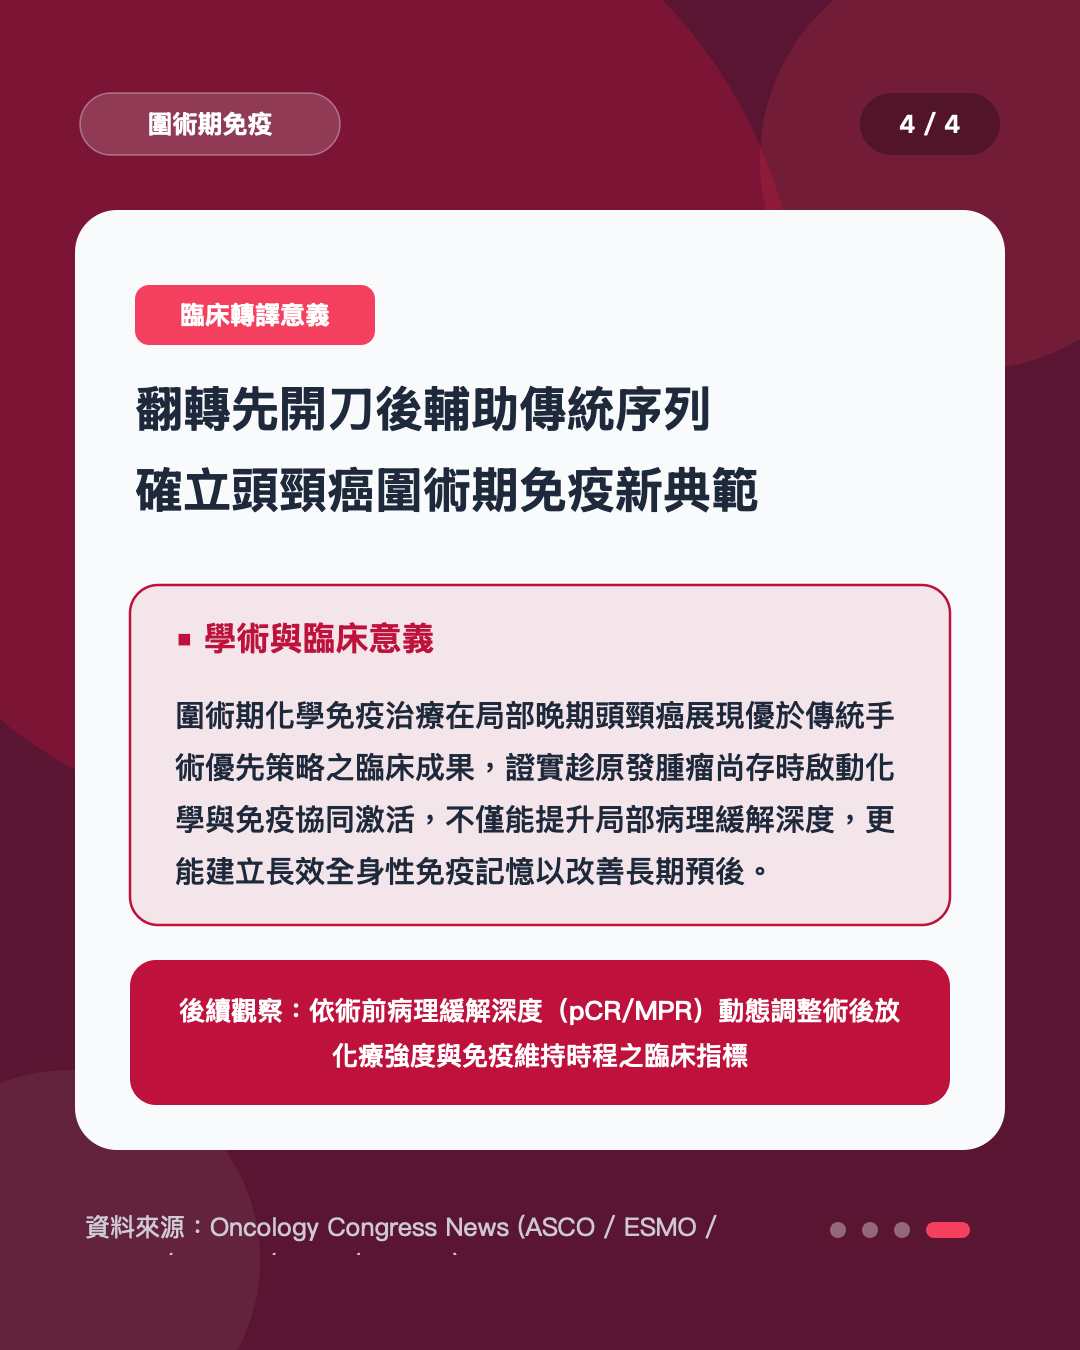 圍術期免疫
4 / 4
臨床轉譯意義
翻轉先開刀後輔助傳統序列
確立頭頸癌圍術期免疫新典範
▪ 學術與臨床意義
圍術期化學免疫治療在局部晚期頭頸癌展現優於傳統手
術優先策略之臨床成果，證實趁原發腫瘤尚存時啟動化
學與免疫協同激活，不僅能提升局部病理緩解深度，更
能建立長效全身性免疫記憶以改善長期預後。
後續觀察：依術前病理緩解深度（pCR/MPR）動態調整術後放
化療強度與免疫維持時程之臨床指標
資料來源：Oncology Congress News (ASCO / ESMO /